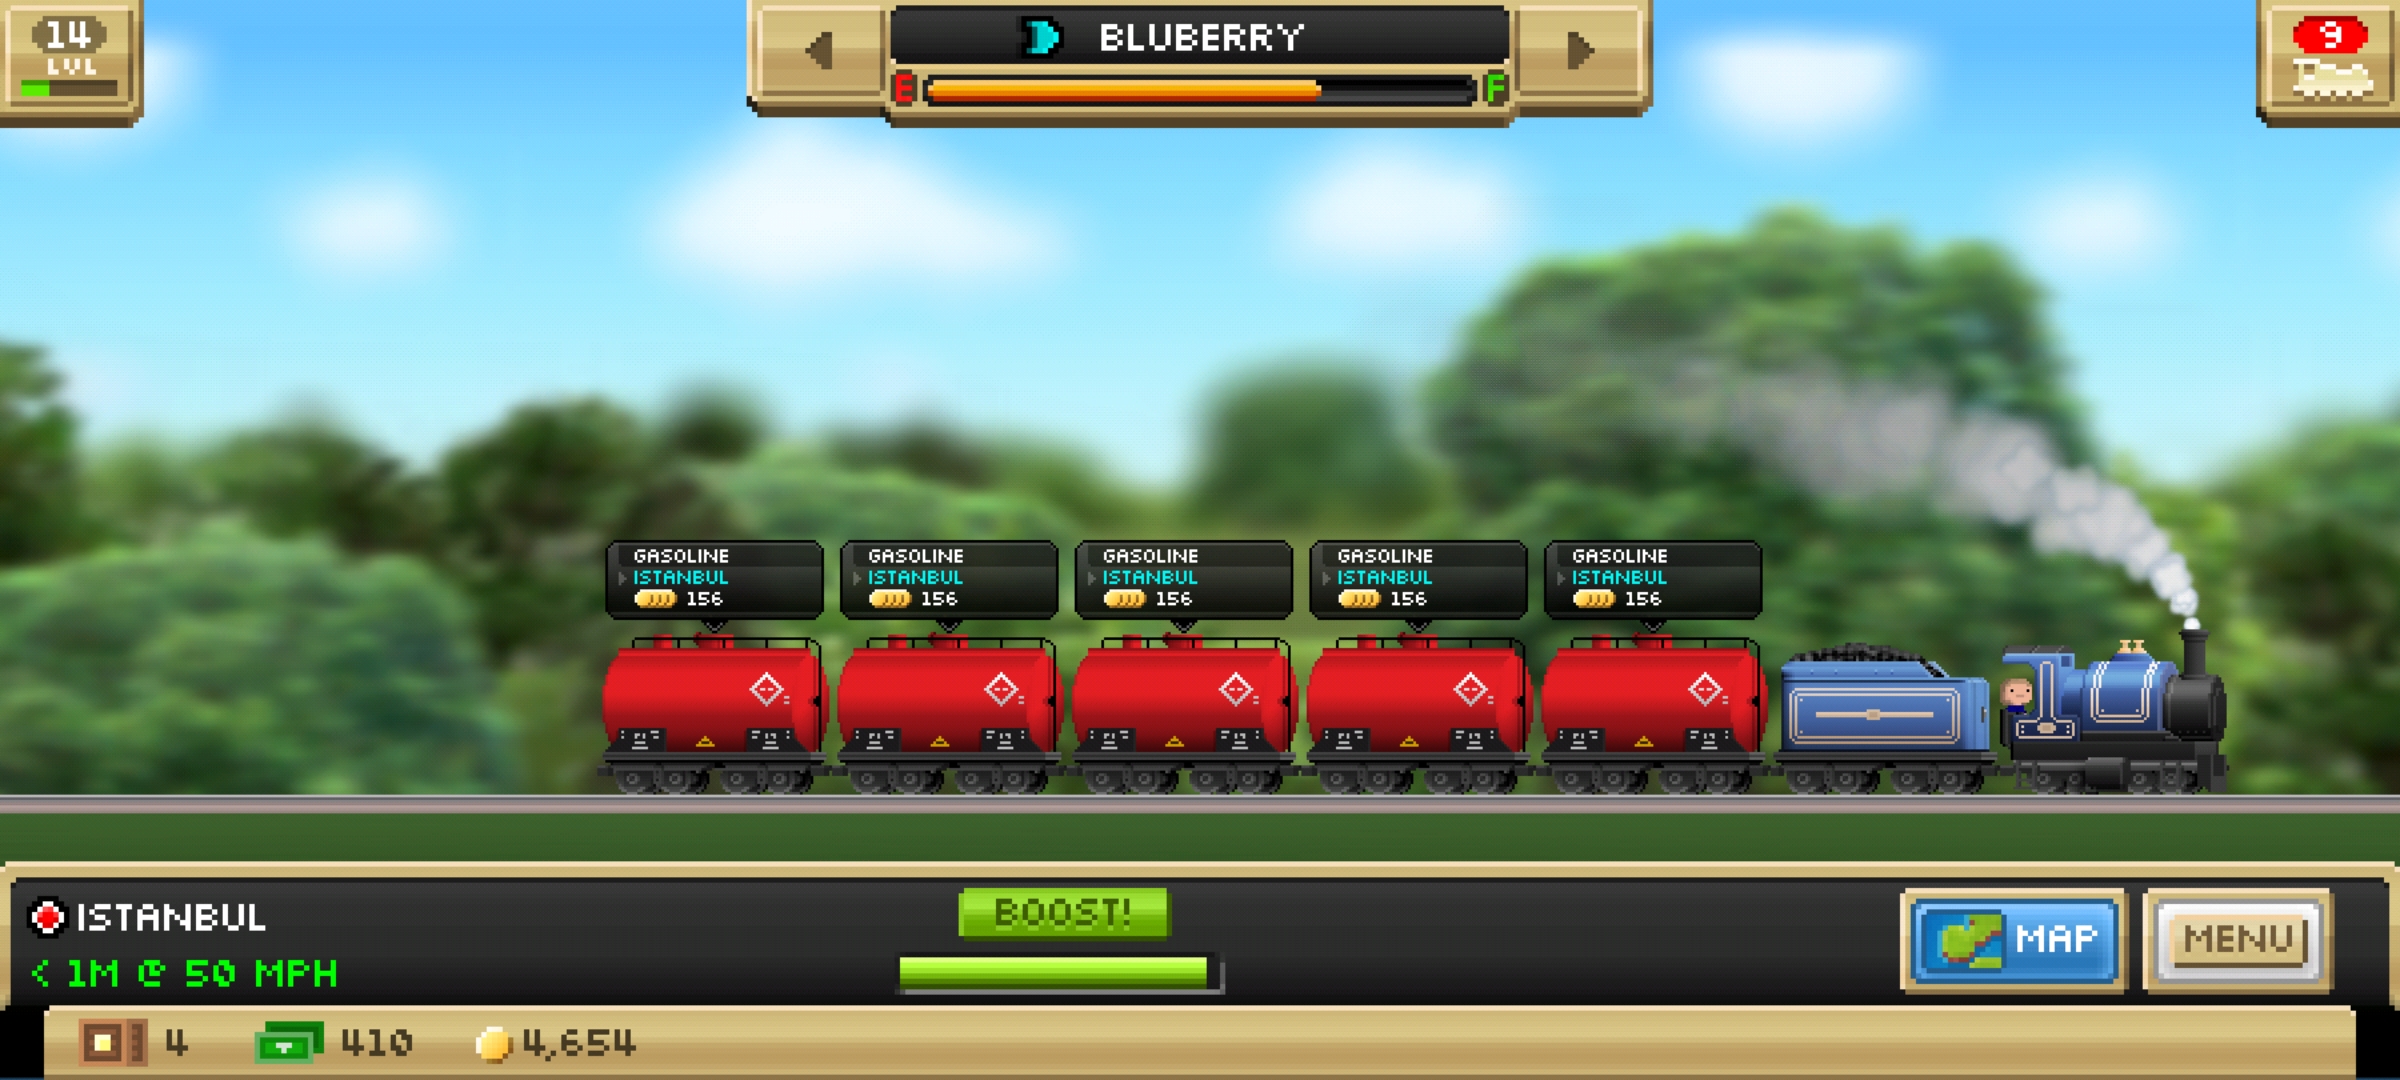 14
LVL
BLUBERRY
E F
9
GASOLINE
ISTANBUL
156
GASOLINE
ISTANBUL
156
GASOLINE
ISTANBUL
156
GASOLINE
ISTANBUL
156
GASOLINE
ISTANBUL
156
ISTANBUL
< 1M @ 50 MPH
BOOST!
MAP
MENU
4
410
4,654